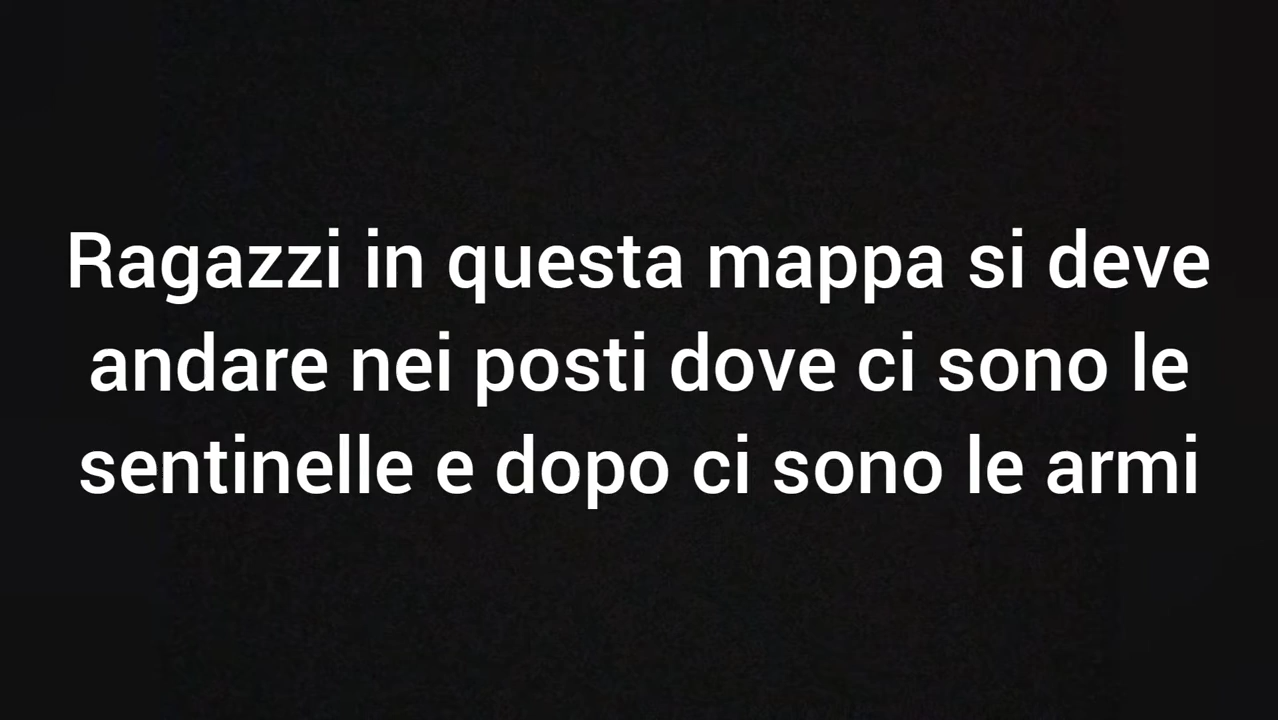 Ragazzi in questa mappa si deve
andare nei posti dove ci sono le
sentinelle e dopo ci sono le armi